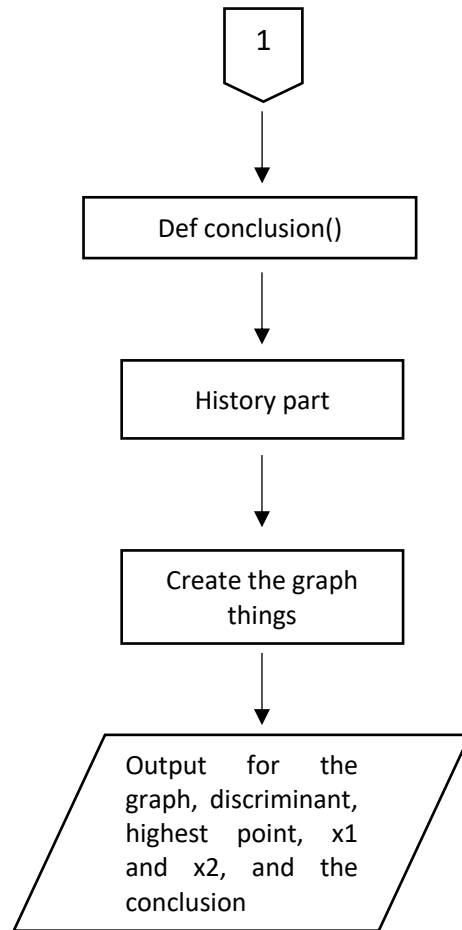 1
Def conclusion()
History part
Create the graph
things
Output for the
graph, discriminant,
highest point, x1
and x2, and the
conclusion